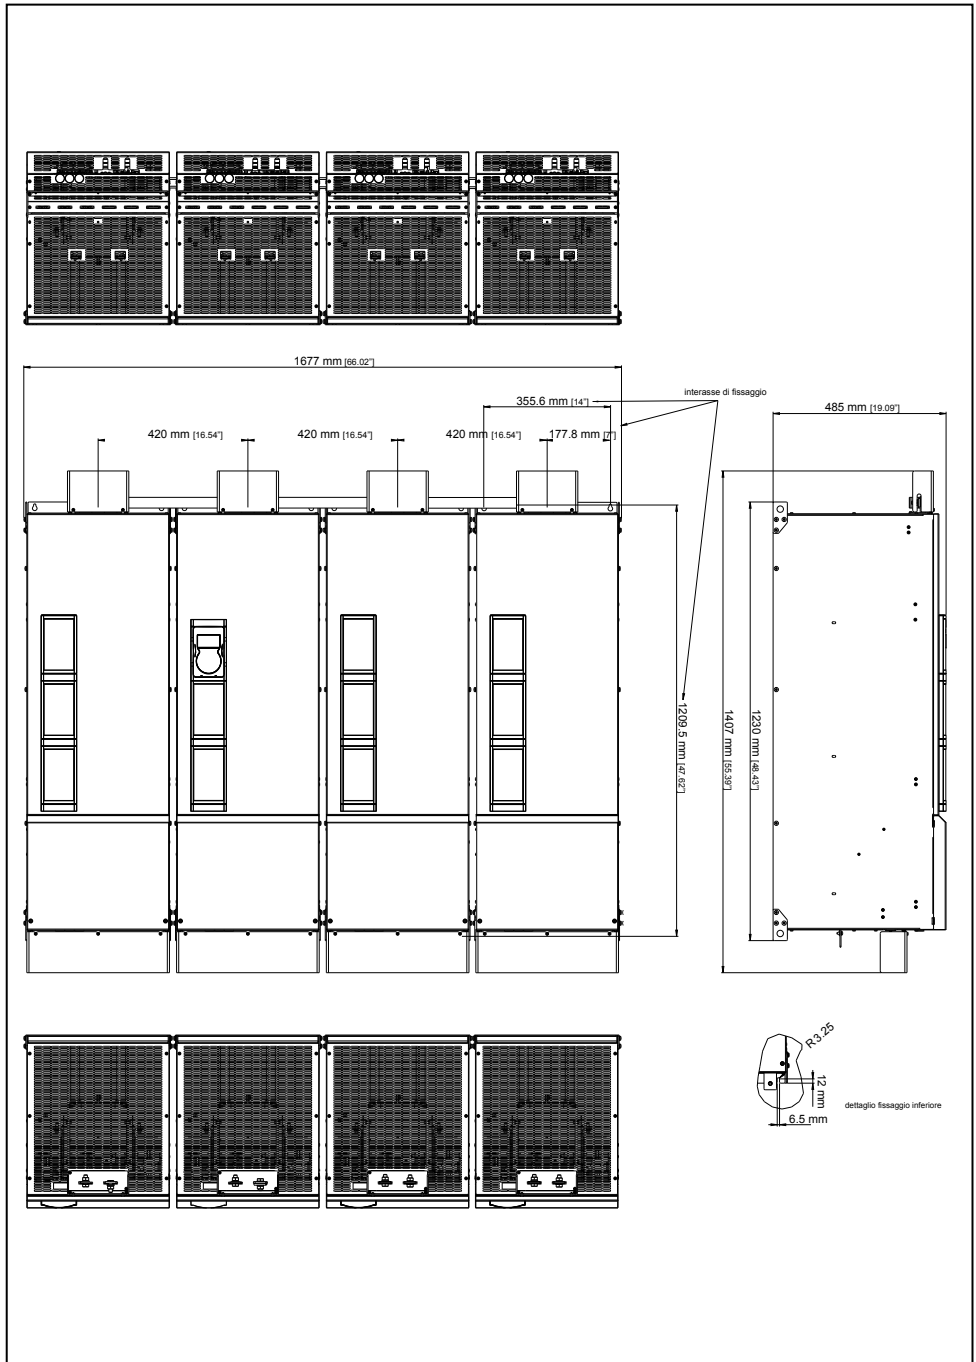 1677 mm [66.02"]
interasse di fissaggio
355.6 mm [14"]
485 mm [19.09"]
420 mm [16.54"]
420 mm [16.54"]
420 mm [16.54"]
177.8 mm [7"]
1209.5 mm [47.62"]
1407 mm [55.39"]
1230 mm [48.43"]
R3.25
12 mm
dettaglio fissaggio inferiore
6.5 mm